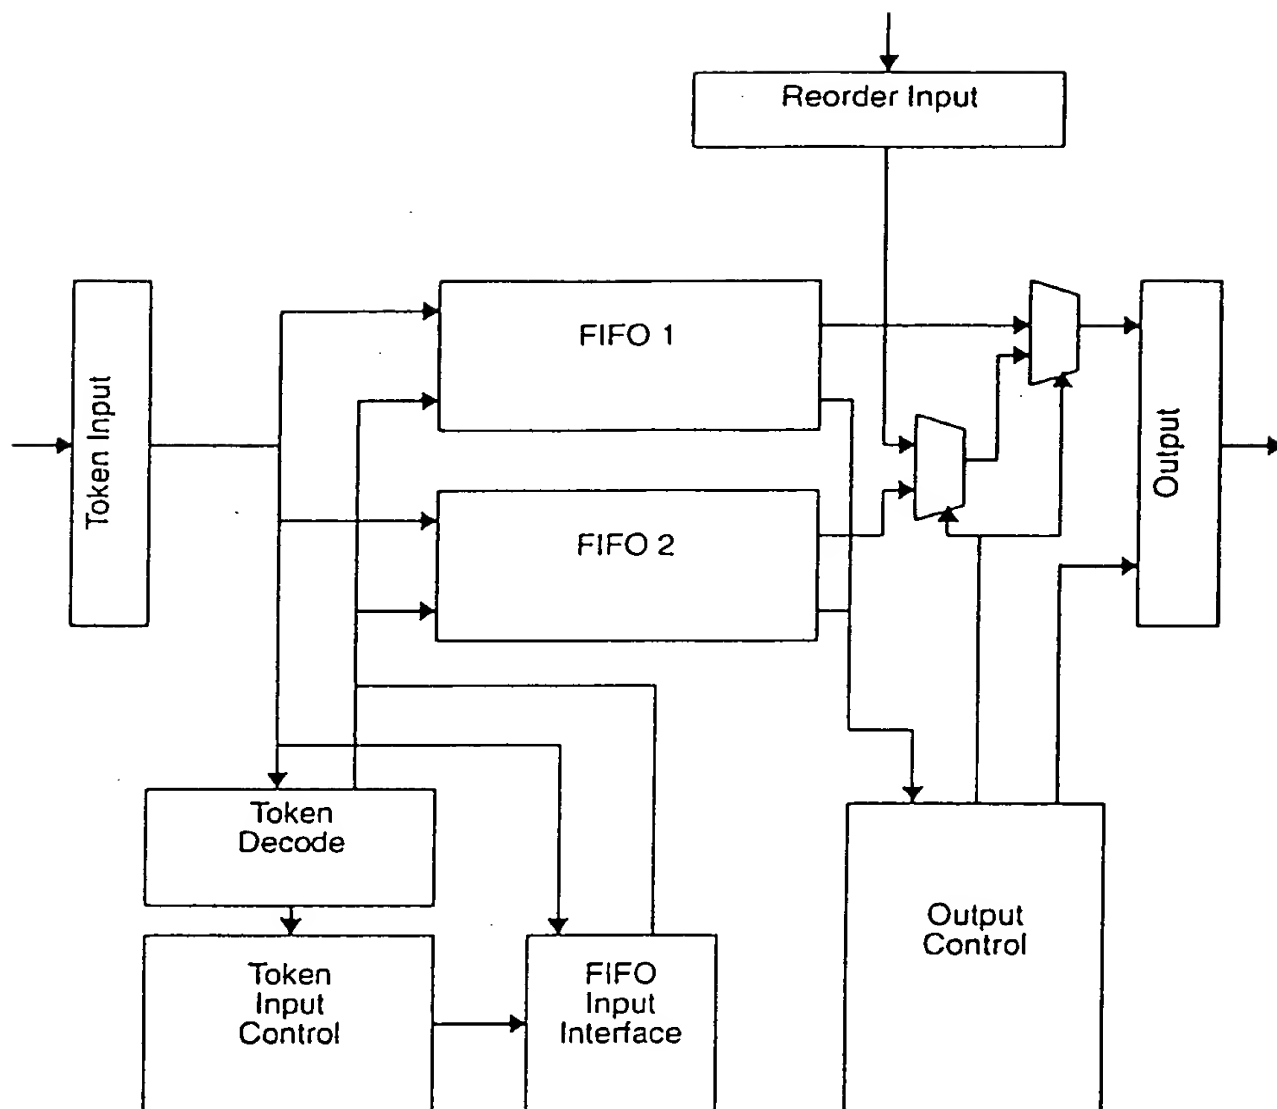 Reorder Input
Token Input
FIFO 1
FIFO 2
Output
Token
Decode
Token
Input
Control
FIFO
Input
Interface
Output
Control